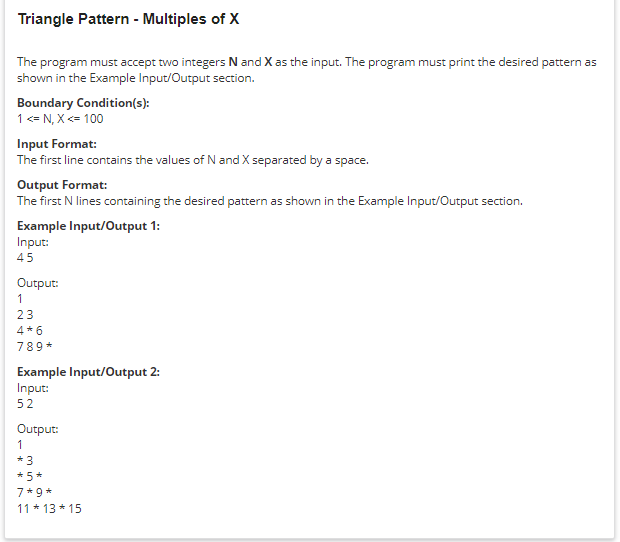 Triangle Pattern - Multiples of X
The program must accept two integers N and X as the input. The program must print the desired pattern as
shown in the Example Input/Output section.
Boundary Condition(s):
1 <= N, X <= 100
Input Format:
The first line contains the values of N and X separated by a space.
Output Format:
The first N lines containing the desired pattern as shown in the Example Input/Output section.
Example Input/Output 1:
Input:
4 5
Output:
1
2 3
4 * 6
7 8 9 *
Example Input/Output 2:
Input:
5 2
Output:
1
* 3
* 5 *
7 * 9 *
11 * 13 * 15